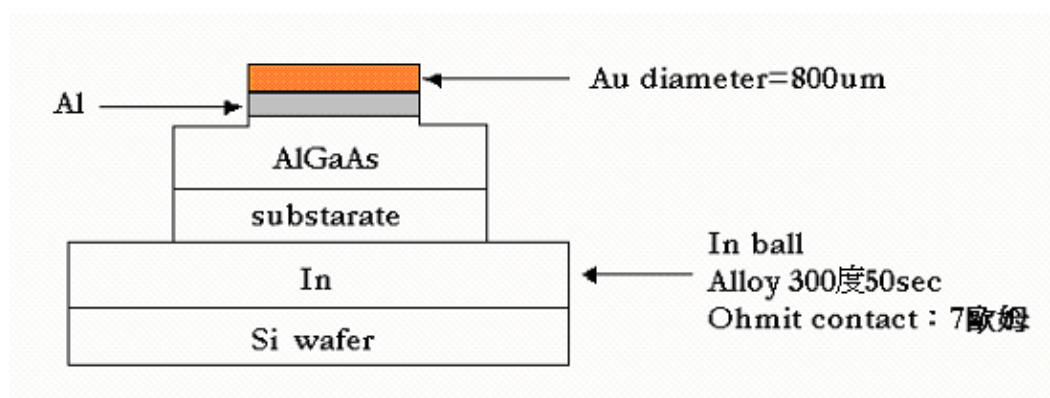 Au diameter=800um
Al
AlGaAs
substarate
In
Si wafer
In ball
Alloy 300度50sec
Ohmit contact：7歐姆